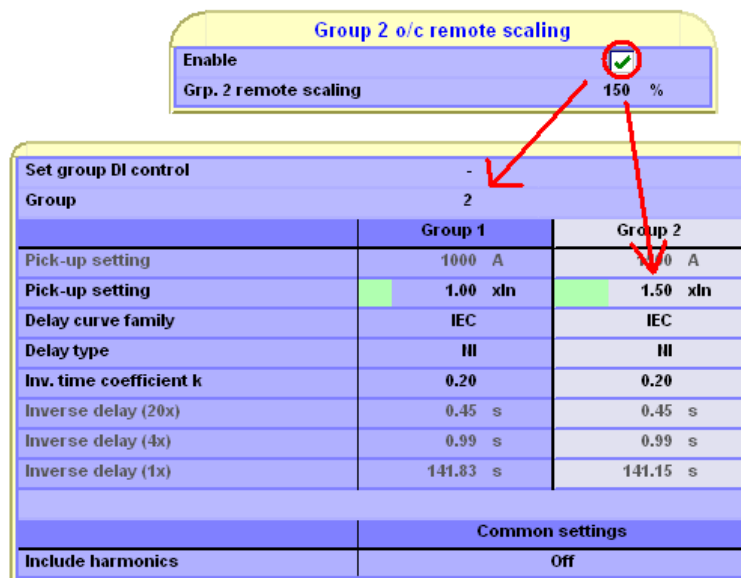 Group 2 o/c remote scaling
Enable
Grp. 2 remote scaling 150 %
Set group DI control -
Group 2
Group 1 Group 2
Pick-up setting 1000 A A
Pick-up setting 1.00 xIn 1.50 xIn
Delay curve family IEC IEC
Delay type NI NI
Inv. time coefficient k 0.20 0.20
Inverse delay (20x) 0.45 s 0.45 s
Inverse delay (4x) 0.99 s 0.99 s
Inverse delay (1x) 141.83 s 141.15 s
Common settings
Include harmonics Off